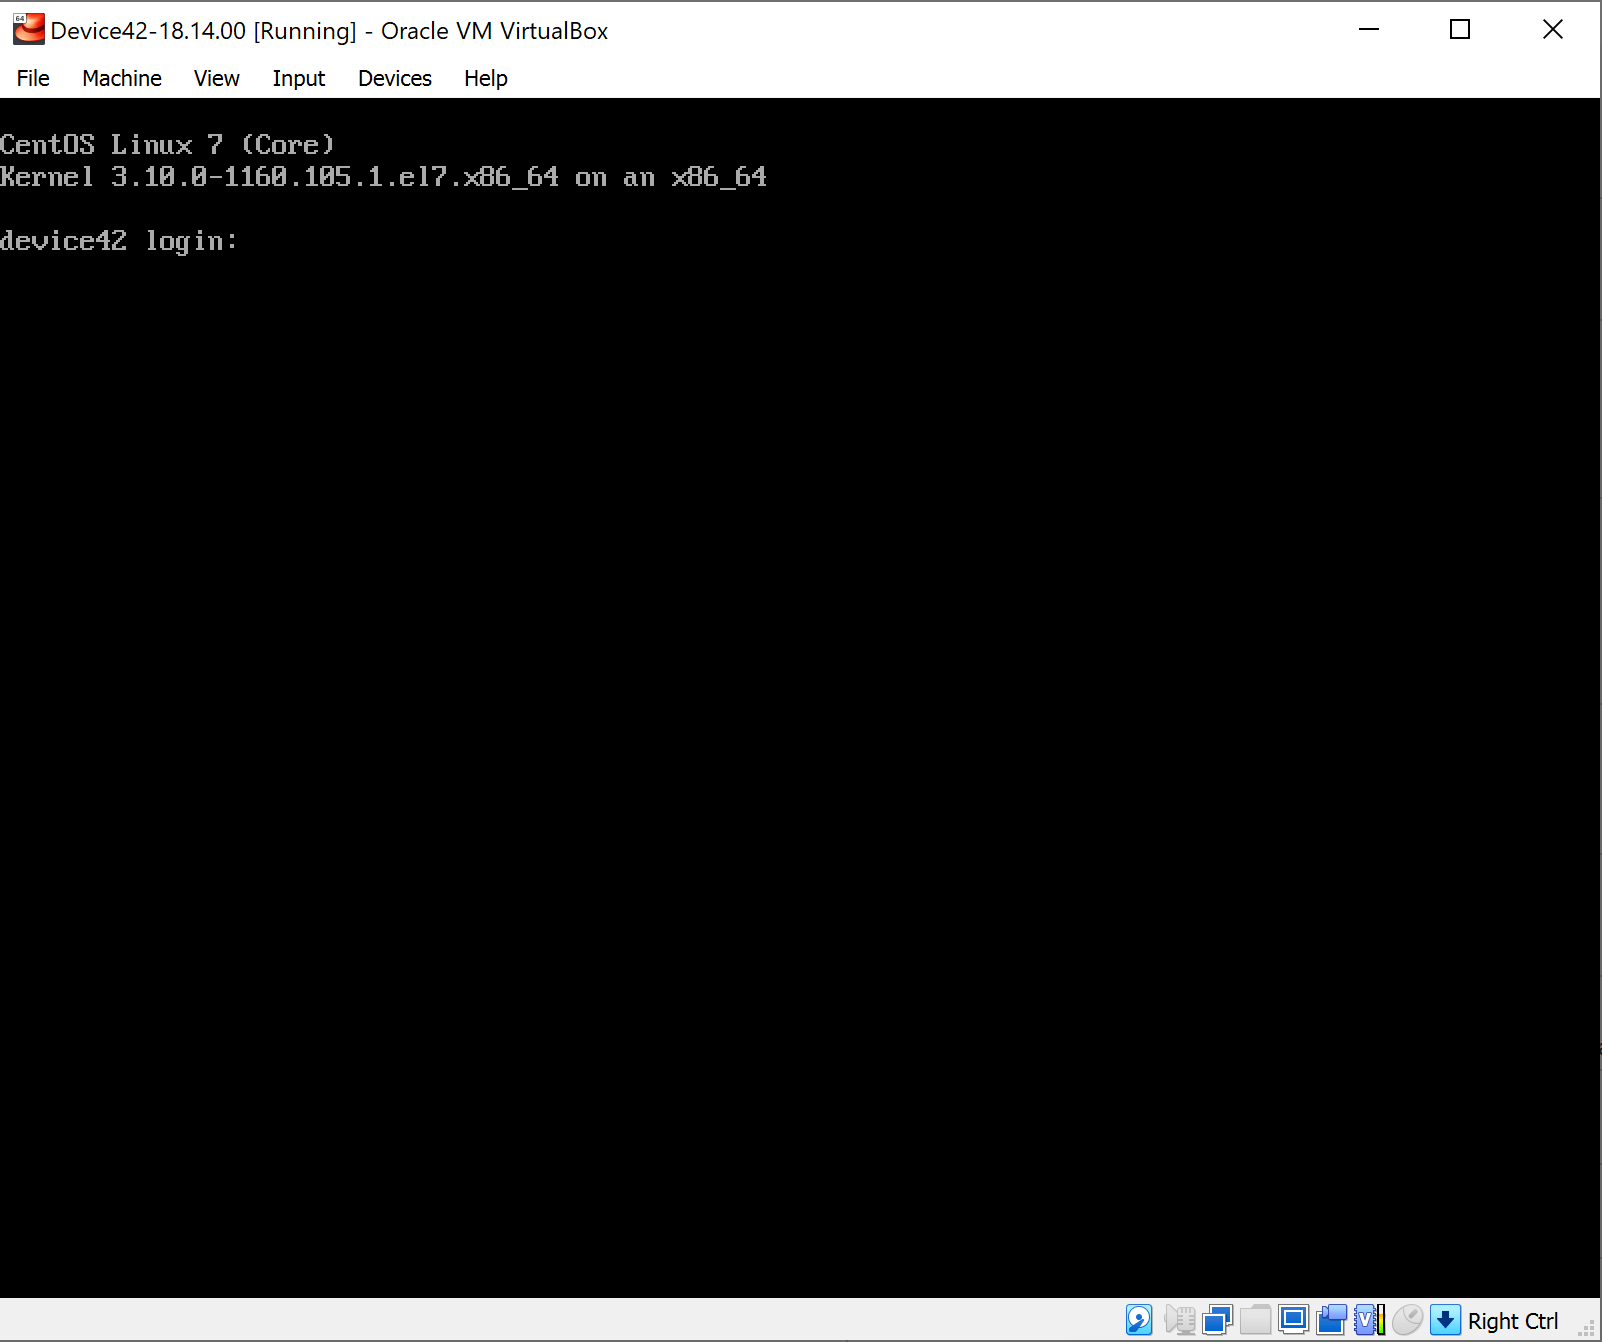 Device42-18.14.00 [Running] - Oracle VM VirtualBox
File Machine View Input Devices Help
CentOS Linux 7 (Core)
Kernel 3.10.0-1160.105.1.el7.x86_64 on an x86_64
device42 login:
Right Ctrl